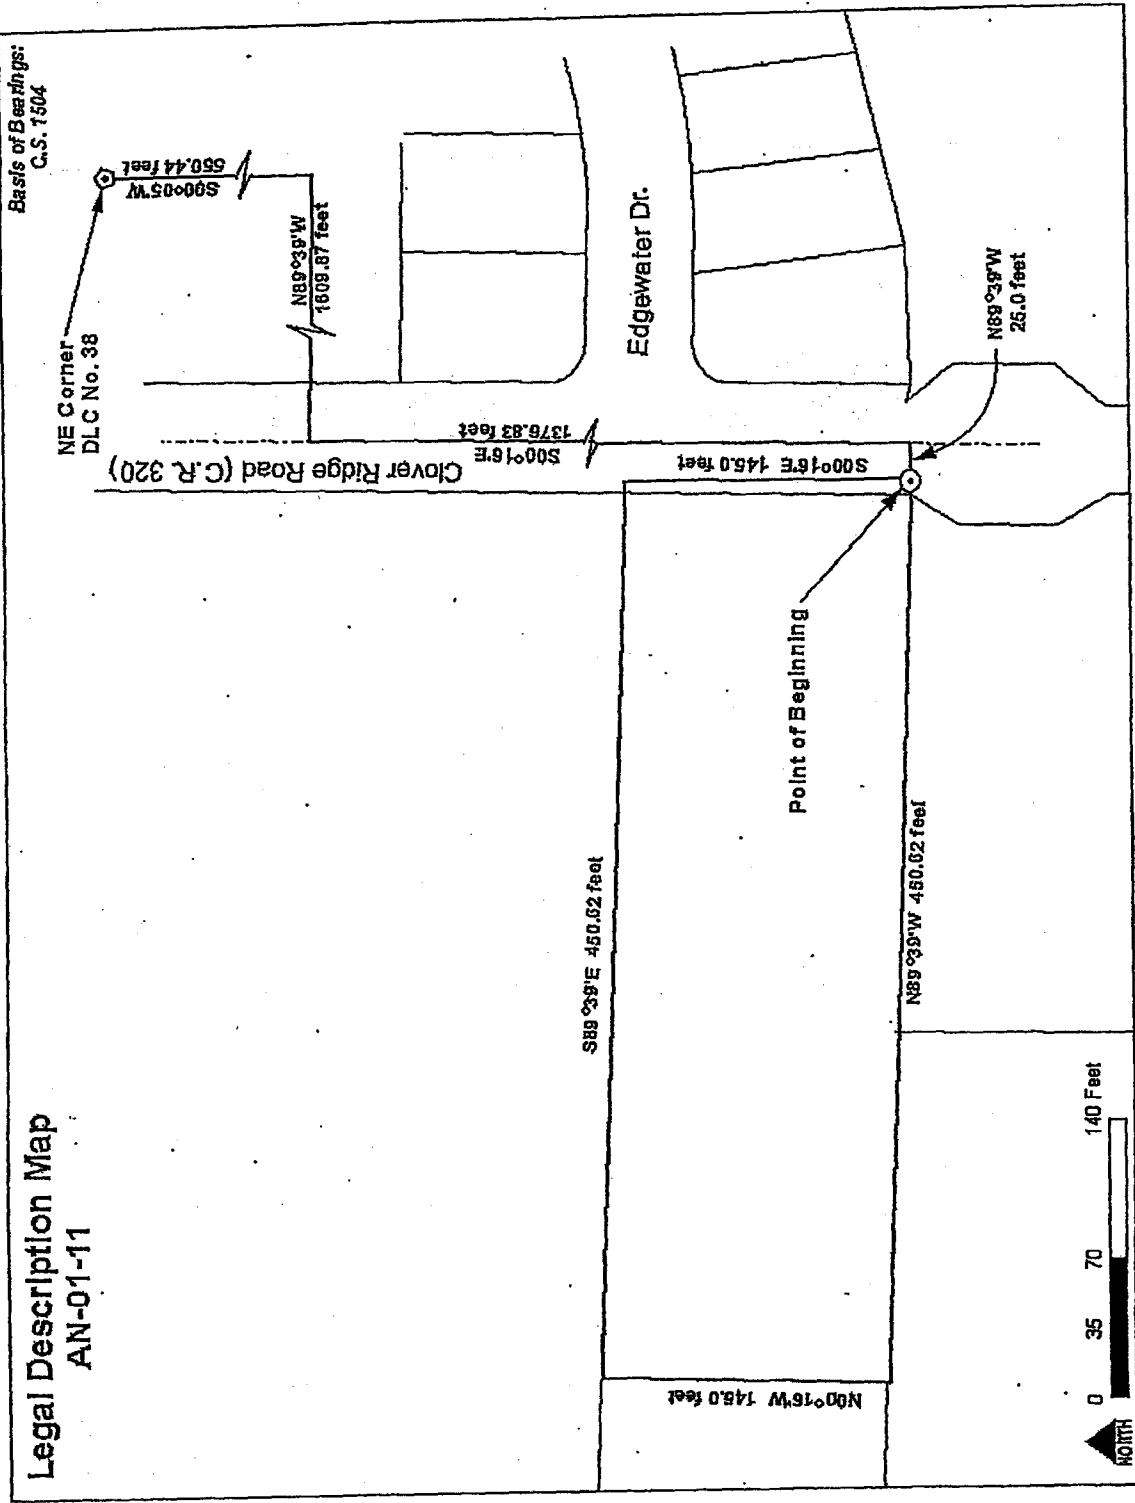 Legal Description Map
AN-01-11
Basis of Bearings:
C.S. 1504
NE Corner
DLC No. 38
S00°05'W
550.44 feet
N89°39'W
1609.87 feet
Clover Ridge Road (C.R. 320)
S00°16'E
1376.83 feet
Edgewater Dr.
S00°16'E 145.0 feet
N89°39'W
25.0 feet
Point of Beginning
S89°39'E 450.62 feet
N89°39'W 450.62 feet
N00°16'W 145.0 feet
NORTH
0 35 70 140 Feet